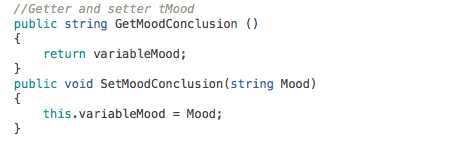 //Getter and setter tMood
public string GetMoodConclusion ()
{
    return variableMood;
}
public void SetMoodConclusion(string Mood)
{
    this.variableMood = Mood;
}